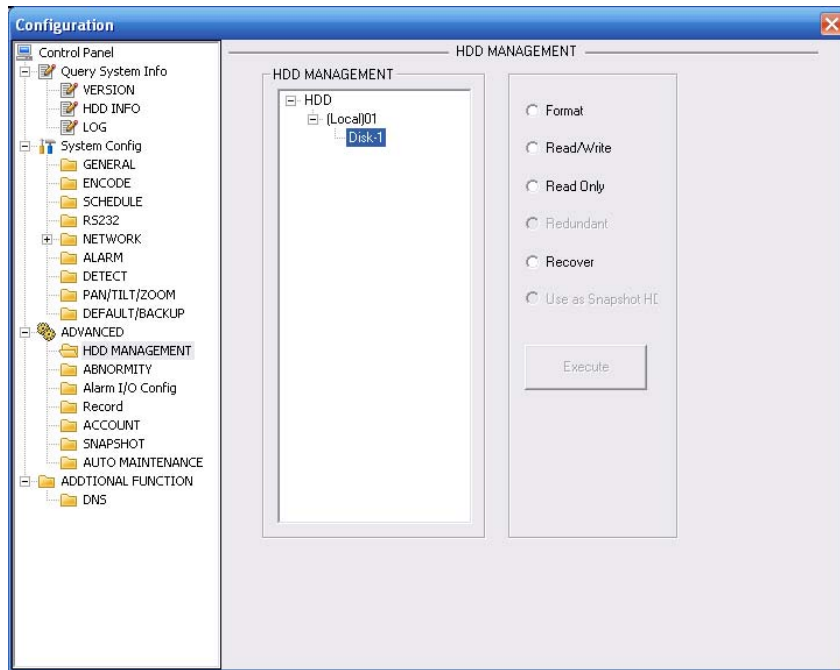 Configuration
Control Panel
Query System Info
VERSION
HDD INFO
LOG
System Config
GENERAL
ENCODE
SCHEDULE
RS232
NETWORK
ALARM
DETECT
PAN/TILT/ZOOM
DEFAULT/BACKUP
ADVANCED
HDD MANAGEMENT
ABNORMITY
Alarm I/O Config
Record
ACCOUNT
SNAPSHOT
AUTO MAINTENANCE
ADDTIONAL FUNCTION
DNS
HDD MANAGEMENT
HDD MANAGEMENT
HDD
(Local)01
Disk-1
Format
Read/Write
Read Only
Redundant
Recover
Use as Snapshot HD
Execute